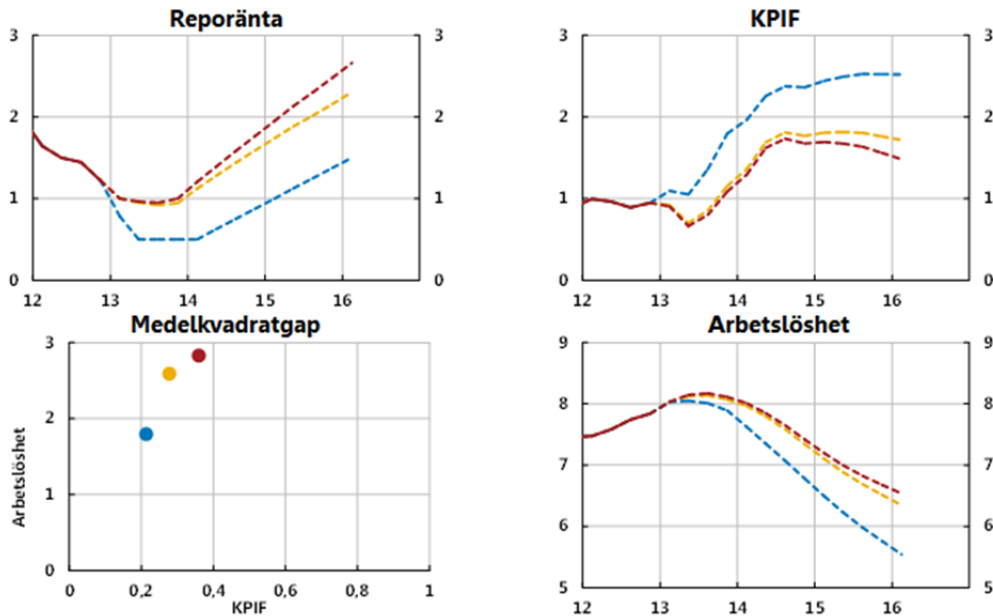 Reporänta
3 3
2 2
1 1
0 0
12 13 14 15 16
KPIF
3 3
2 2
1 1
0 0
12 13 14 15 16
Medelkvadratgap
Arbetslöshet
3
2
1
0
0 0,2 0,4 0,6 0,8 1
KPIF
Arbetslöshet
9 9
8 8
7 7
6 6
5 5
12 13 14 15 16